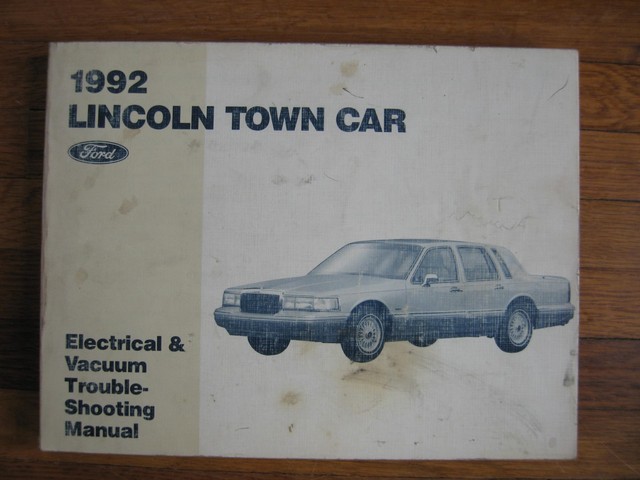 1992
LINCOLN TOWN CAR
Ford
Electrical &
Vacuum
Trouble-
Shooting
Manual